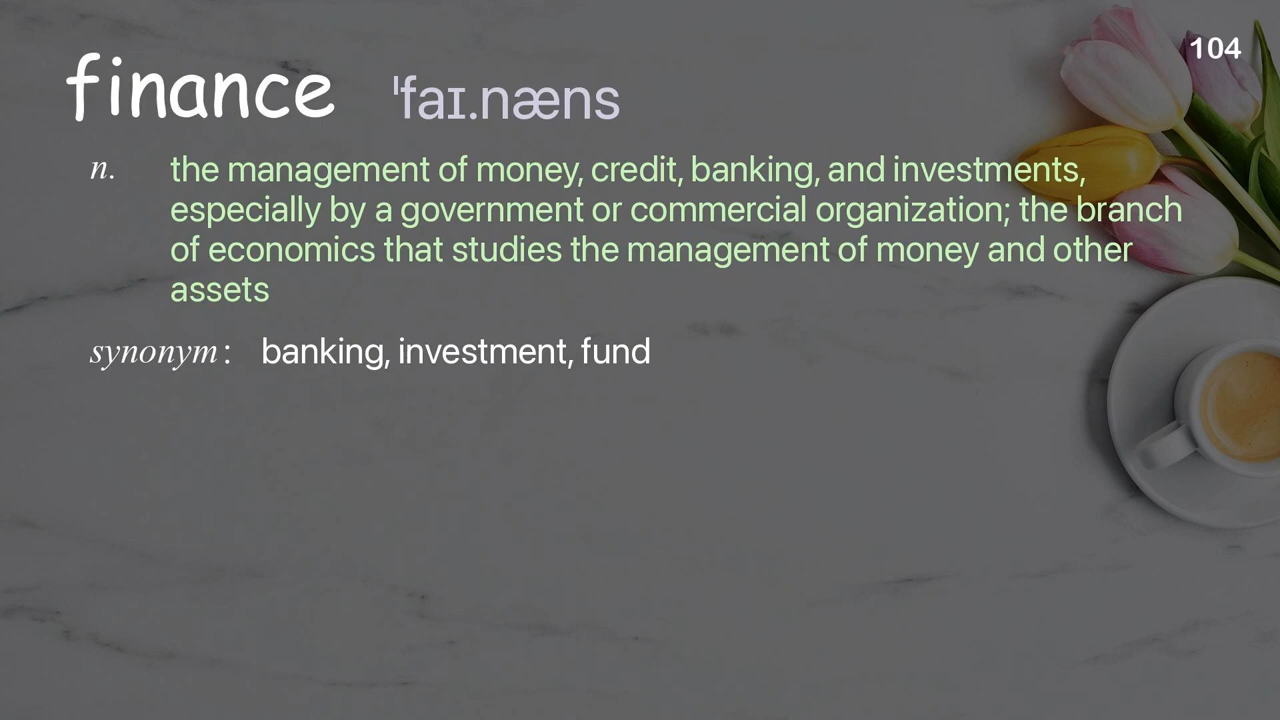 104
finance ˈfaɪ.næns
n. the management of money, credit, banking, and investments,
especially by a government or commercial organization; the branch
of economics that studies the management of money and other
assets
synonym: banking, investment, fund